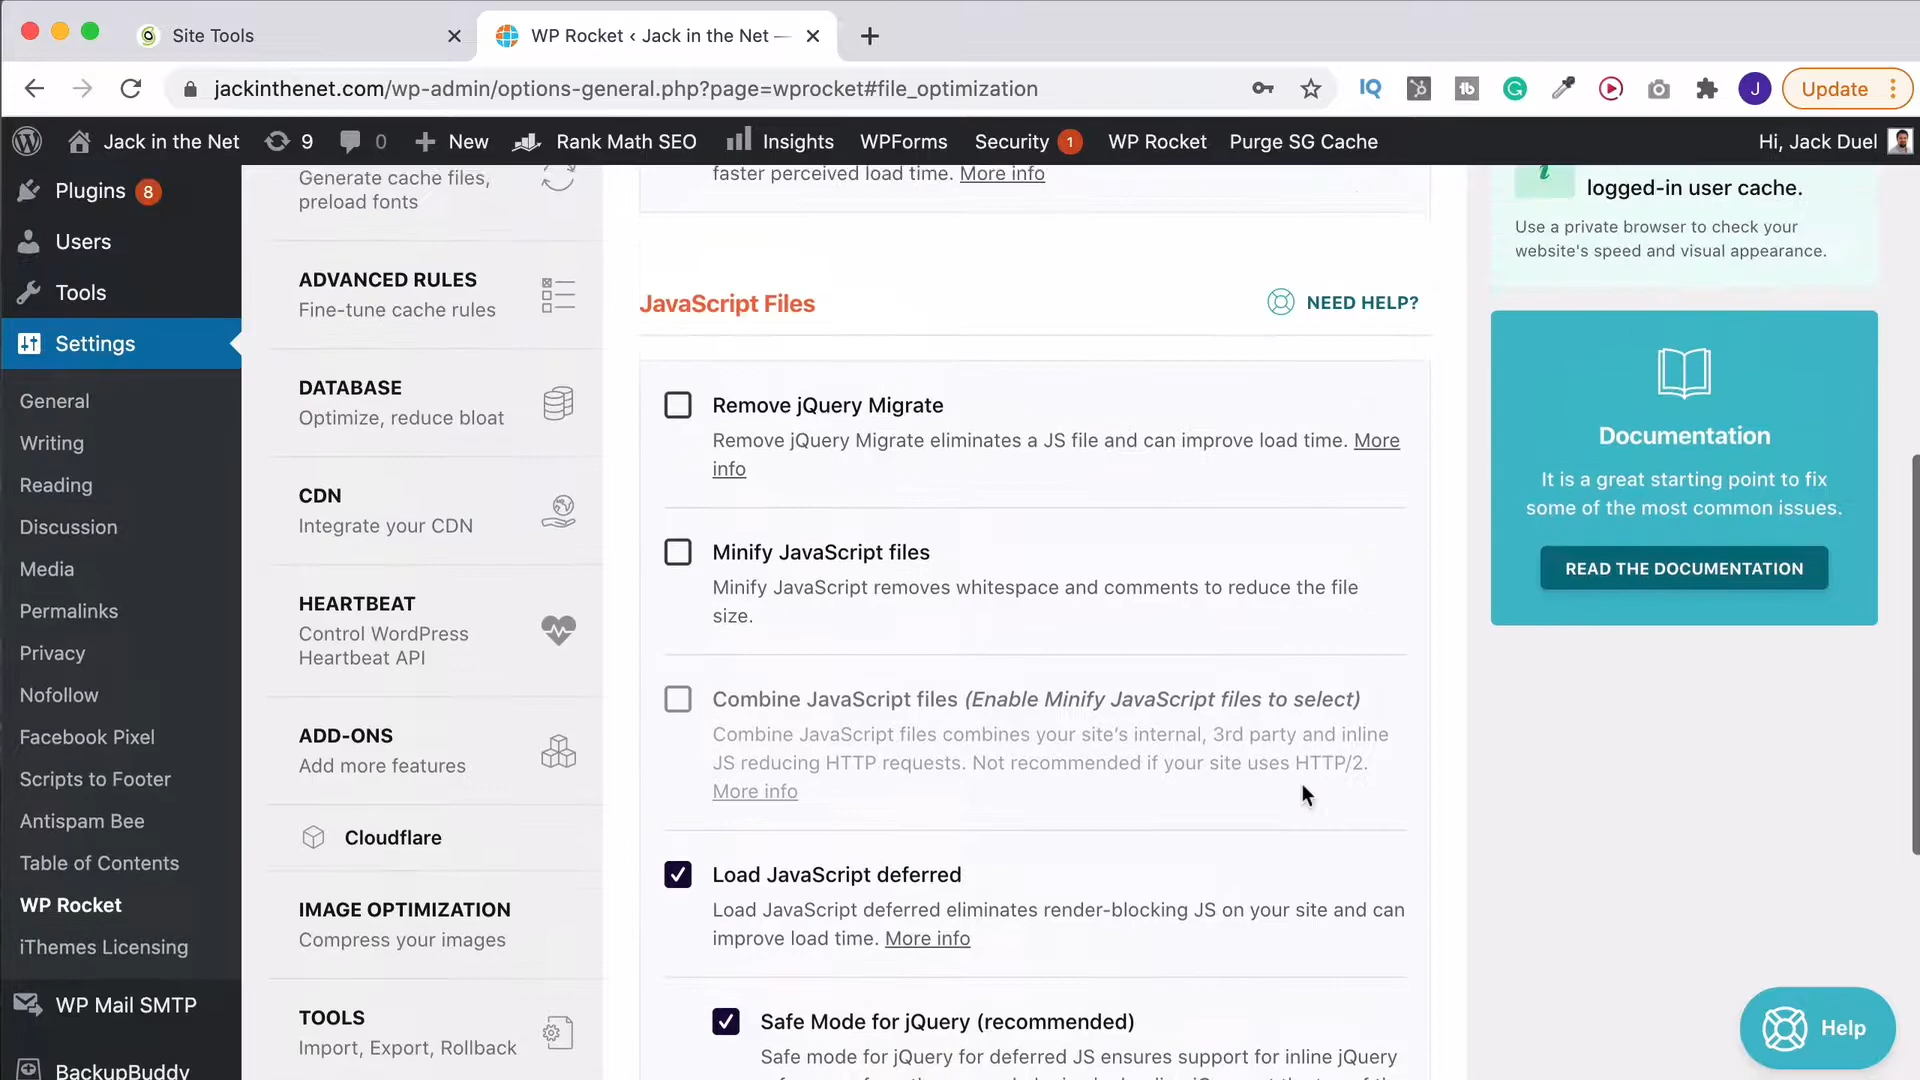 Site Tools
WP Rocket ‹ Jack in the Net —
jackinthenet.com/wp-admin/options-general.php?page=wprocket#file_optimization
IQ
tb
J
Update
Jack in the Net
9
0
New
Rank Math SEO
Insights
WPForms
Security 1
WP Rocket
Purge SG Cache
Hi, Jack Duel
Plugins 8
Users
Tools
Settings
General
Writing
Reading
Discussion
Media
Permalinks
Privacy
Nofollow
Facebook Pixel
Scripts to Footer
Antispam Bee
Table of Contents
WP Rocket
iThemes Licensing
WP Mail SMTP
BackupBuddy
Generate cache files,
preload fonts
ADVANCED RULES
Fine-tune cache rules
DATABASE
Optimize, reduce bloat
CDN
Integrate your CDN
HEARTBEAT
Control WordPress
Heartbeat API
ADD-ONS
Add more features
Cloudflare
IMAGE OPTIMIZATION
Compress your images
TOOLS
Import, Export, Rollback
faster perceived load time. More info
JavaScript Files
NEED HELP?
Remove jQuery Migrate
Remove jQuery Migrate eliminates a JS file and can improve load time. More
info
Minify JavaScript files
Minify JavaScript removes whitespace and comments to reduce the file
size.
Combine JavaScript files (Enable Minify JavaScript files to select)
Combine JavaScript files combines your site's internal, 3rd party and inline
JS reducing HTTP requests. Not recommended if your site uses HTTP/2.
More info
Load JavaScript deferred
Load JavaScript deferred eliminates render-blocking JS on your site and can
improve load time. More info
Safe Mode for jQuery (recommended)
Safe mode for jQuery for deferred JS ensures support for inline jQuery
logged-in user cache.
Use a private browser to check your
website's speed and visual appearance.
Documentation
It is a great starting point to fix
some of the most common issues.
READ THE DOCUMENTATION
Help